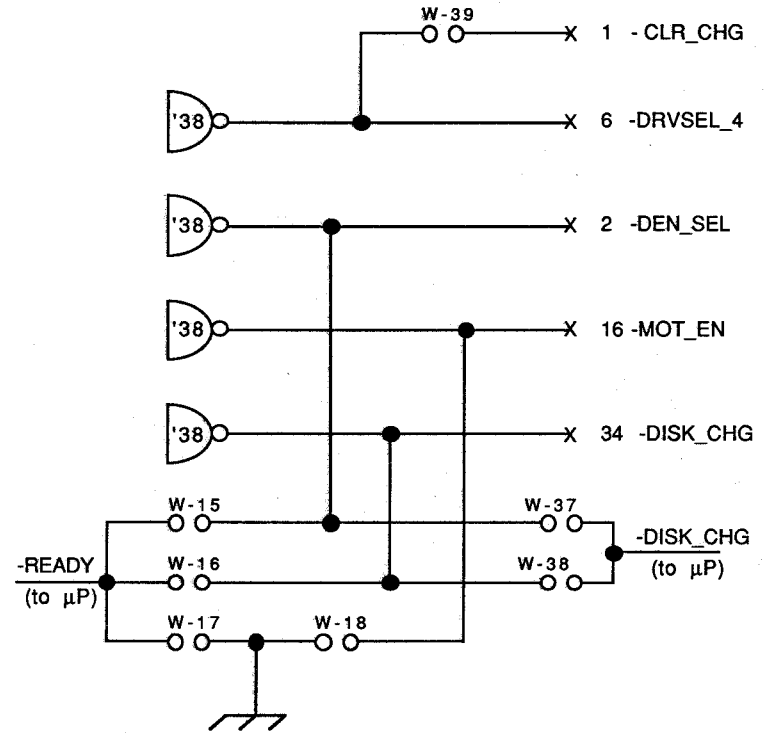 W-39
1 - CLR_CHG
'38
6 -DRVSEL_4
'38
2 -DEN_SEL
'38
16 -MOT_EN
'38
34 -DISK_CHG
W-15
W-37
-READY
(to µP)
W-16
W-38
-DISK_CHG
(to µP)
W-17
W-18